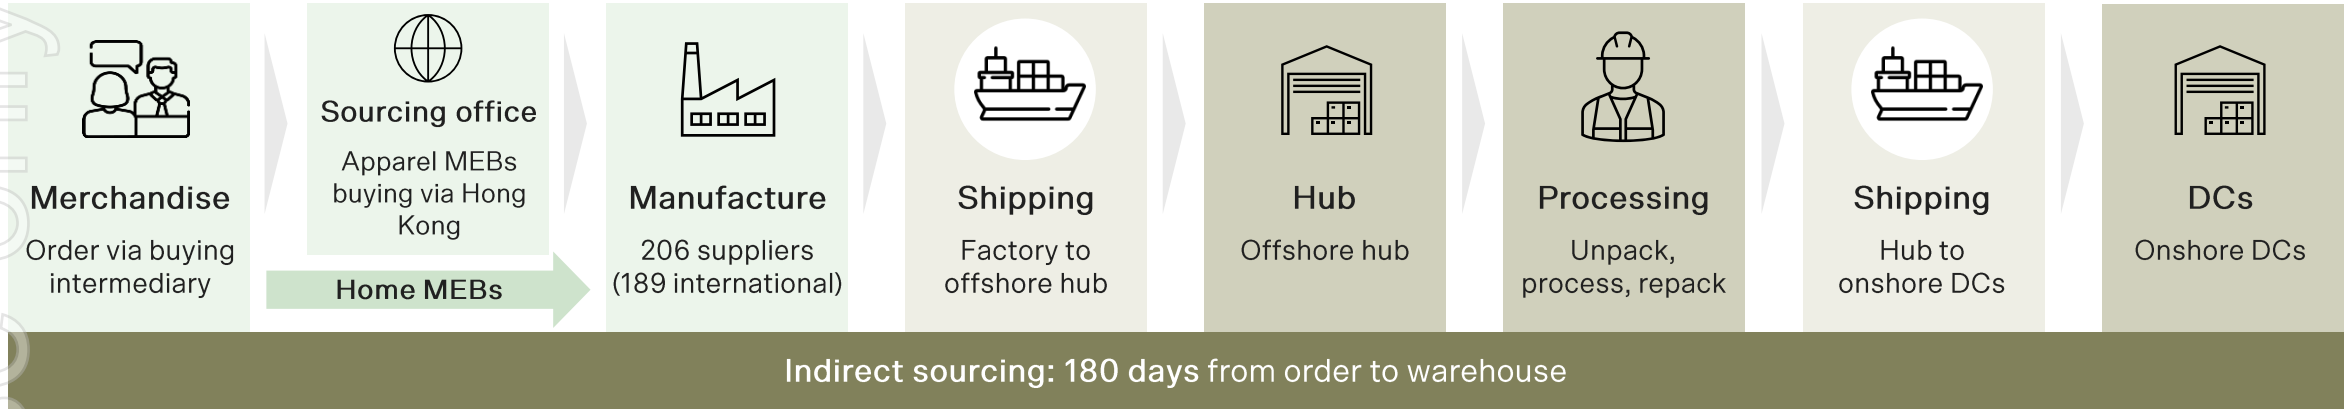 Merchandise
Order via buying
intermediary
Sourcing office
Apparel MEBs
buying via Hong
Kong
Home MEBs
Manufacture
206 suppliers
(189 international)
Shipping
Factory to
offshore hub
Hub
Offshore hub
Processing
Unpack,
process, repack
Shipping
Hub to
onshore DCs
DCs
Onshore DCs
Indirect sourcing: 180 days from order to warehouse